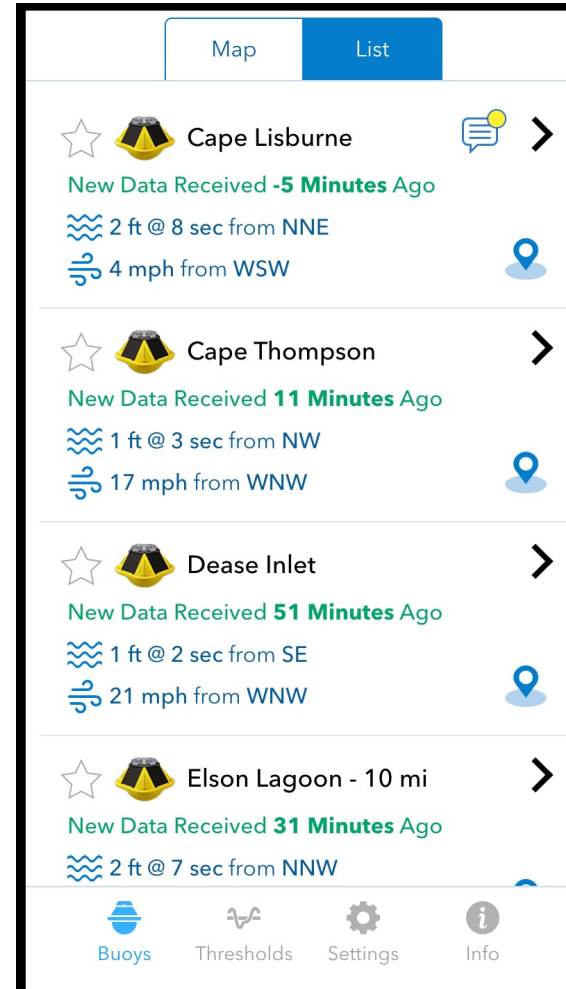 Map List
Cape Lisburne
New Data Received -5 Minutes Ago
2 ft @ 8 sec from NNE
4 mph from WSW
Cape Thompson
New Data Received 11 Minutes Ago
1 ft @ 3 sec from NW
17 mph from WNW
Dease Inlet
New Data Received 51 Minutes Ago
1 ft @ 2 sec from SE
21 mph from WNW
Elson Lagoon - 10 mi
New Data Received 31 Minutes Ago
2 ft @ 7 sec from NNW
Buoys Thresholds Settings Info